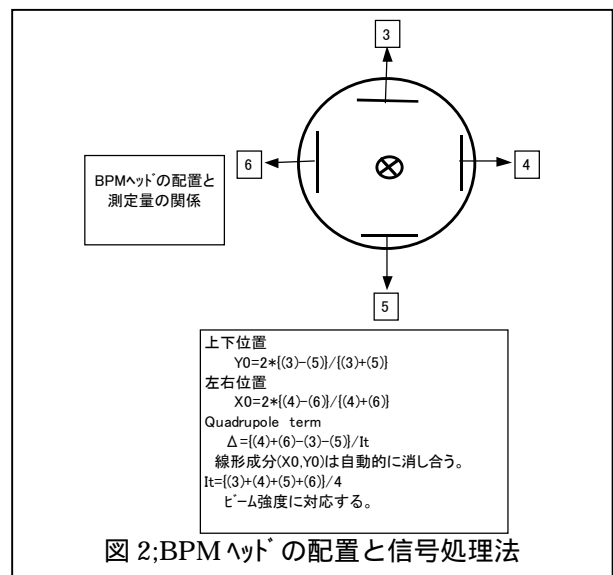 3
6
4
BPMヘッドの配置と
測定量の関係
5
上下位置
Y0=2*{(3)-(5)}/{(3)+(5)}
左右位置
X0=2*{(4)-(6)}/{(4)+(6)}
Quadrupole term
Δ={(4)+(6)-(3)-(5)}/It
線形成分(X0,Y0)は自動的に消し合う。
It={(3)+(4)+(5)+(6)}/4
ビーム強度に対応する。
図 2;BPM ヘッドの配置と信号処理法